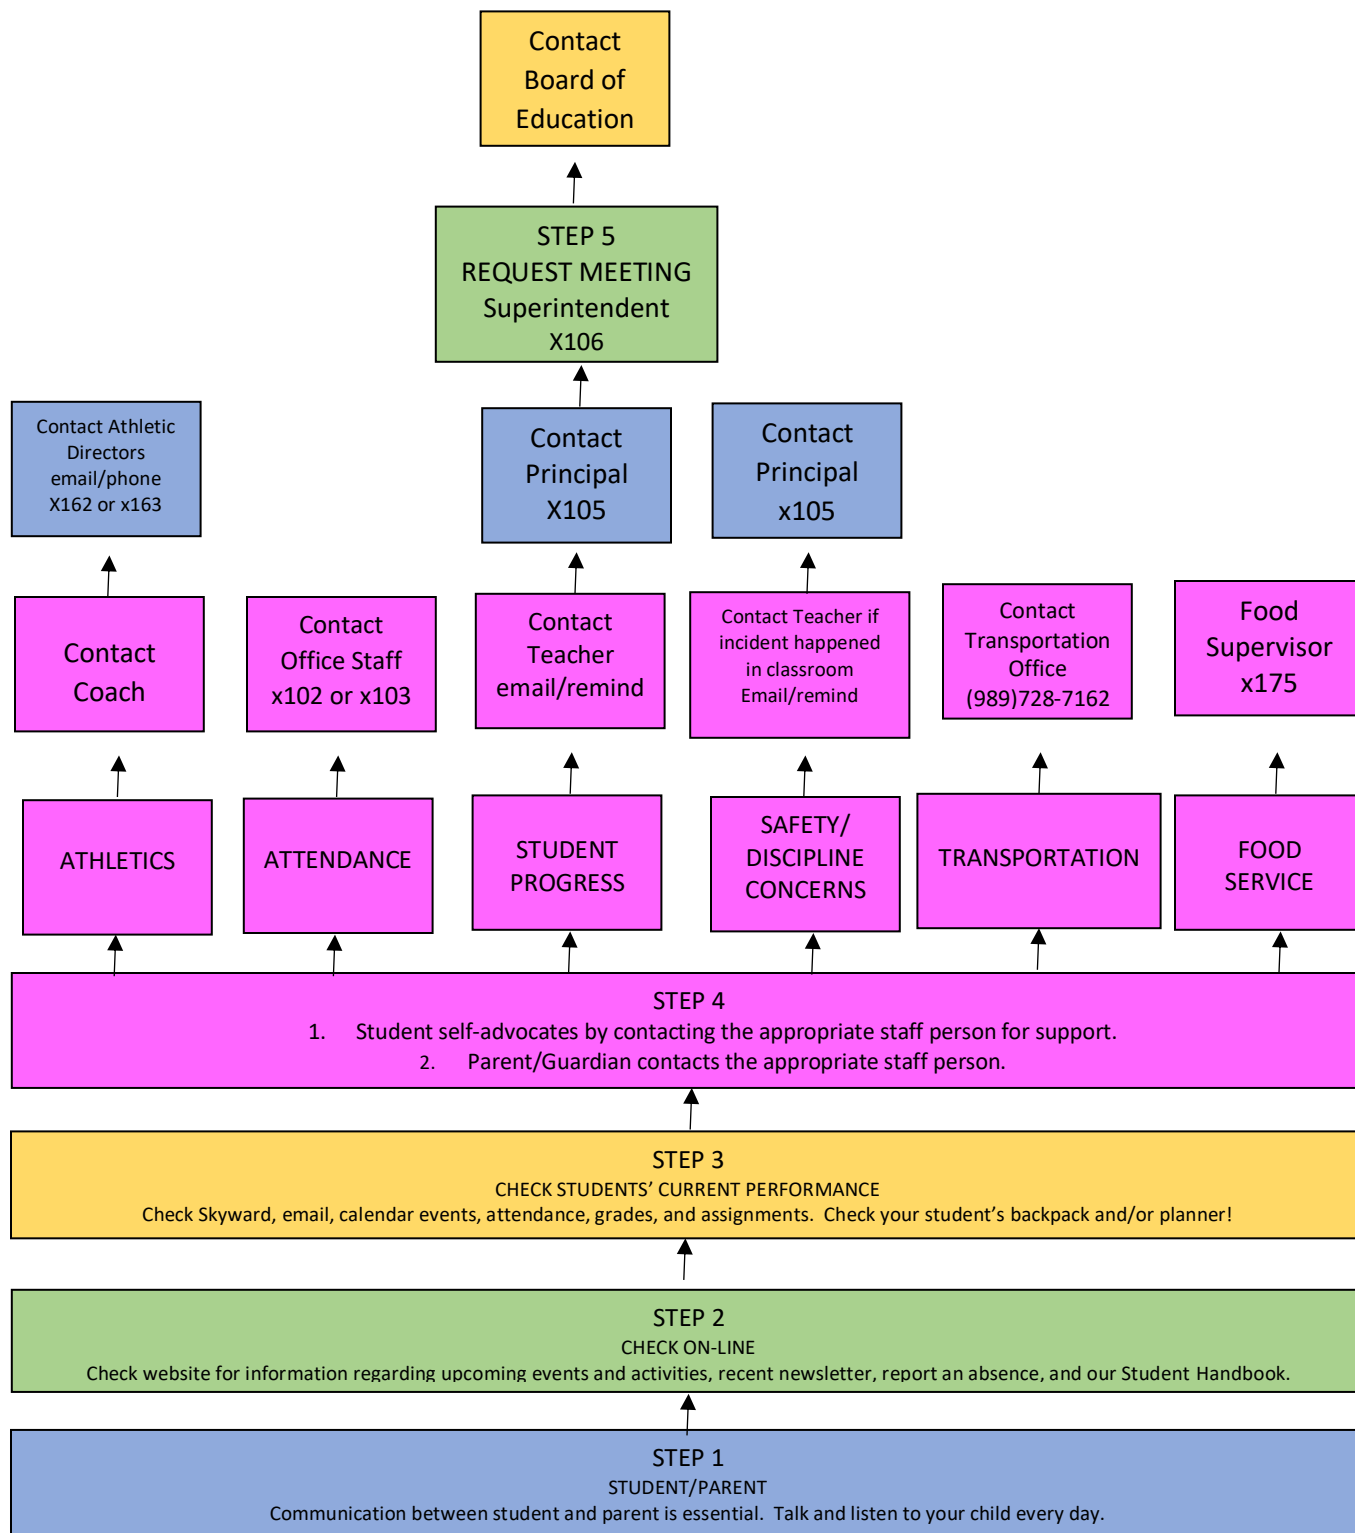 Contact
Board of
Education
STEP 5
REQUEST MEETING
Superintendent
X106
Contact Athletic
Directors
email/phone
X162 or x163
Contact
Principal
X105
Contact
Principal
x105
Contact
Coach
Contact
Office Staff
x102 or x103
Contact
Teacher
email/remind
Contact Teacher if
incident happened
in classroom
Email/remind
Contact
Transportation
Office
(989)728-7162
Food
Supervisor
x175
ATHLETICS
ATTENDANCE
STUDENT
PROGRESS
SAFETY/
DISCIPLINE
CONCERNS
TRANSPORTATION
FOOD
SERVICE
STEP 4
1. Student self-advocates by contacting the appropriate staff person for support.
2. Parent/Guardian contacts the appropriate staff person.
STEP 3
CHECK STUDENTS’ CURRENT PERFORMANCE
Check Skyward, email, calendar events, attendance, grades, and assignments. Check your student’s backpack and/or planner!
STEP 2
CHECK ON-LINE
Check website for information regarding upcoming events and activities, recent newsletter, report an absence, and our Student Handbook.
STEP 1
STUDENT/PARENT
Communication between student and parent is essential. Talk and listen to your child every day.